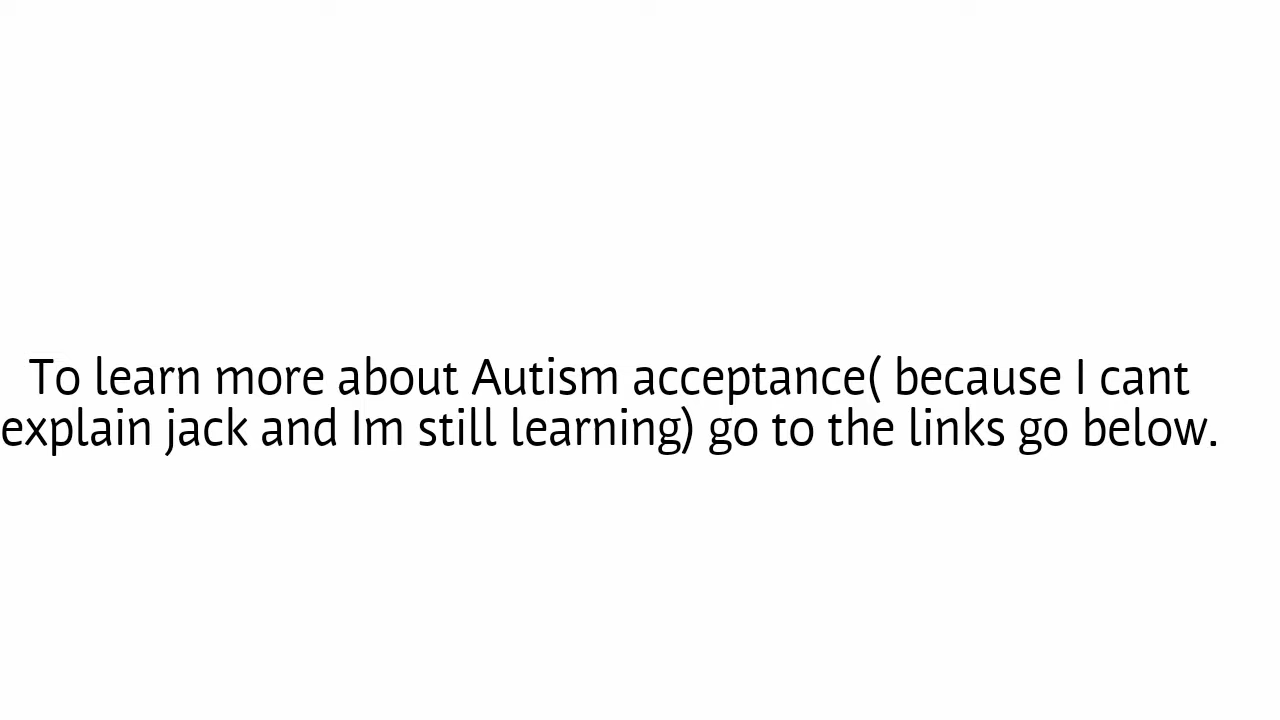 To learn more about Autism acceptance( because I cant
explain jack and Im still learning) go to the links go below.